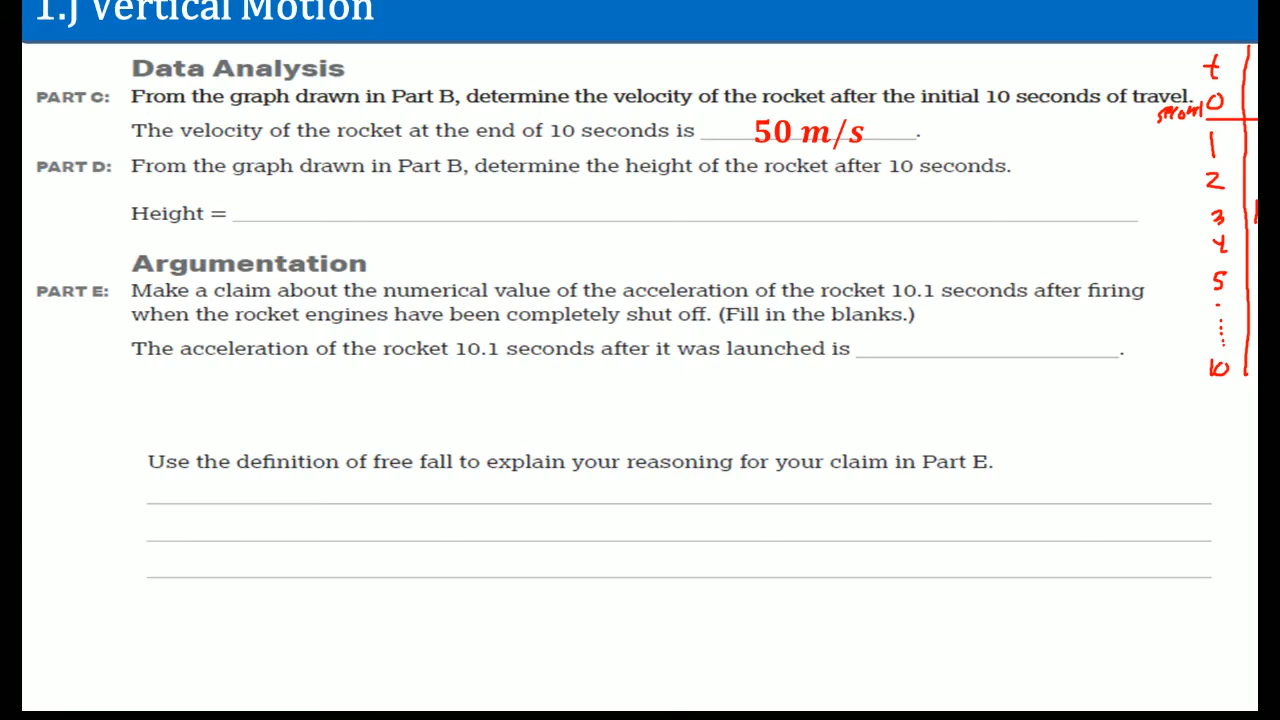 1.J Vertical Motion
Data Analysis
PART C: From the graph drawn in Part B, determine the velocity of the rocket after the initial 10 seconds of travel.
The velocity of the rocket at the end of 10 seconds is 50 m/s.
PART D: From the graph drawn in Part B, determine the height of the rocket after 10 seconds.
Height =
Argumentation
PART E: Make a claim about the numerical value of the acceleration of the rocket 10.1 seconds after firing
when the rocket engines have been completely shut off. (Fill in the blanks.)
The acceleration of the rocket 10.1 seconds after it was launched is .
Use the definition of free fall to explain your reasoning for your claim in Part E.
t
0
1
2
3
4
5
10